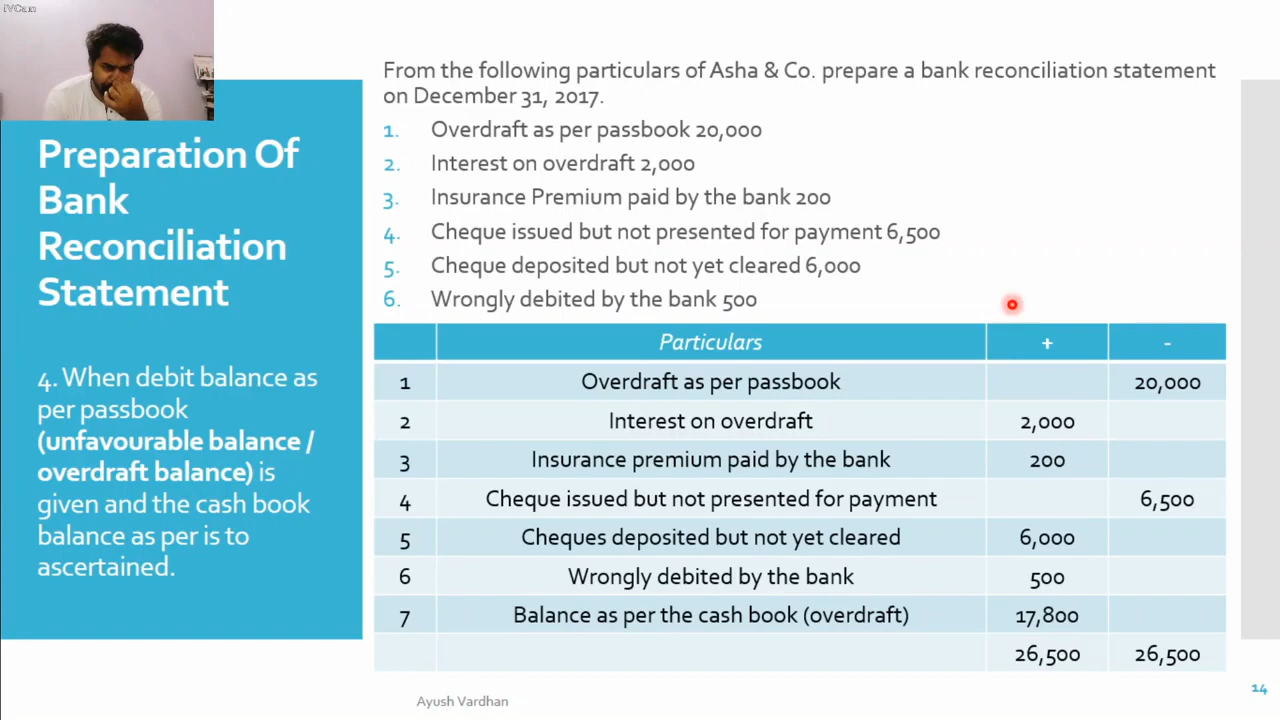 iVCam
From the following particulars of Asha & Co. prepare a bank reconciliation statement
on December 31, 2017.
1. Overdraft as per passbook 20,000
2. Interest on overdraft 2,000
3. Insurance Premium paid by the bank 200
4. Cheque issued but not presented for payment 6,500
5. Cheque deposited but not yet cleared 6,000
6. Wrongly debited by the bank 500
Preparation Of
Bank
Reconciliation
Statement
4. When debit balance as
per passbook
(unfavourable balance /
overdraft balance) is
given and the cash book
balance as per is to
ascertained.
Particulars + -
1 Overdraft as per passbook 20,000
2 Interest on overdraft 2,000
3 Insurance premium paid by the bank 200
4 Cheque issued but not presented for payment 6,500
5 Cheques deposited but not yet cleared 6,000
6 Wrongly debited by the bank 500
7 Balance as per the cash book (overdraft) 17,800
26,500 26,500
Ayush Vardhan
14